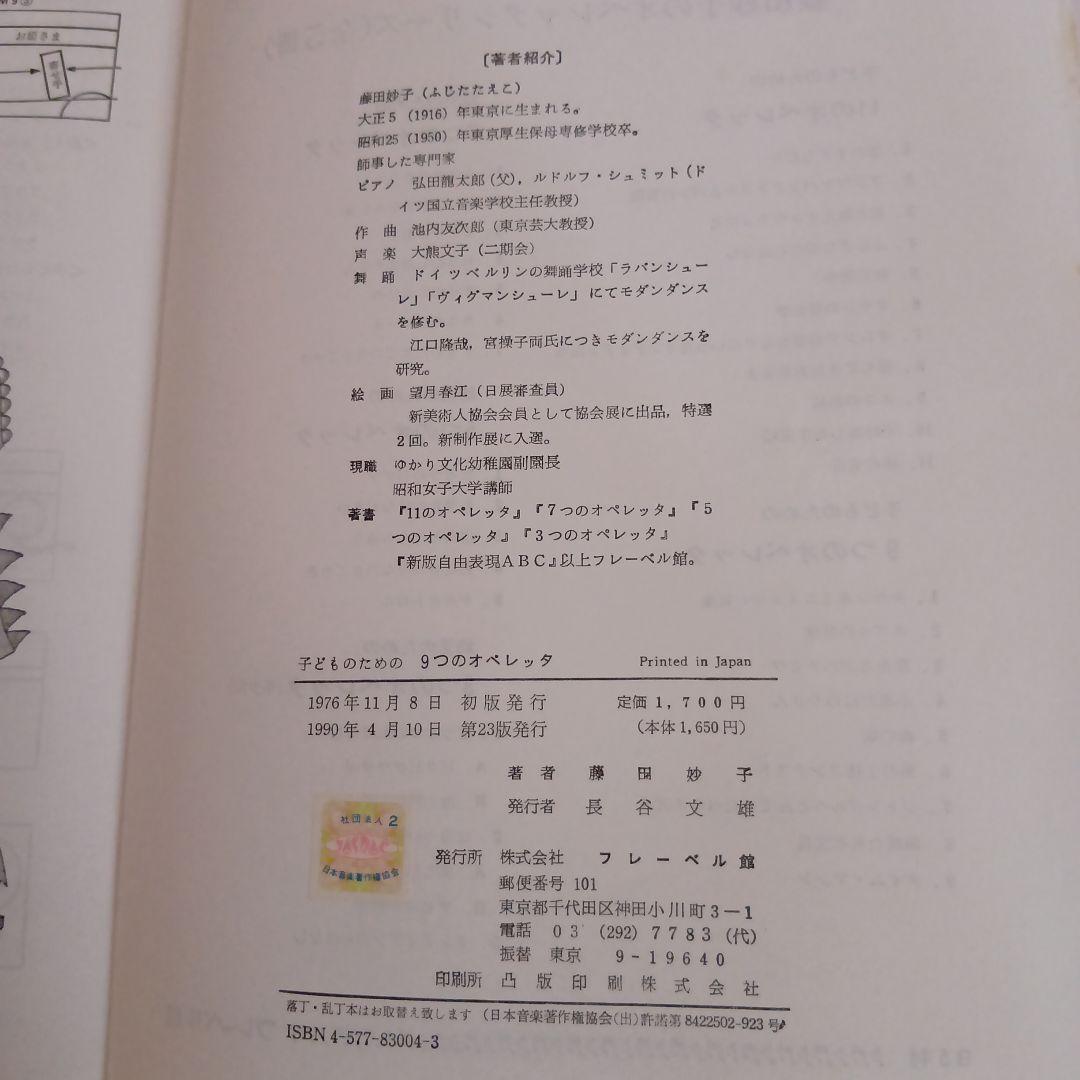 お姫さま
〔著者紹介〕
藤田妙子（ふじたたえこ）
大正５（1916）年東京に生まれる。
昭和25（1950）年東京厚生保母専修学校卒。
師事した専門家
ピアノ　弘田龍太郎（父），ルドルフ・シュミット（ド
イツ国立音楽学校主任教授）
作　曲　池内友次郎（東京芸大教授）
声　楽　大熊文子（二期会）
舞　踊　ドイツベルリンの舞踊学校「ラバンシュー
レ」「ヴィグマンシューレ」にてモダンダンス
を修む。
江口隆哉，宮操子両氏につきモダンダンスを
研究。
絵　画　望月春江（日展審査員）
新美術人協会会員として協会展に出品，特選
２回。新制作展に入選。
現職　ゆかり文化幼稚園副園長
昭和女子大学講師
著書　『11のオペレッタ』『７つのオペレッタ』『５
つのオペレッタ』『３つのオペレッタ』
『新版自由表現ＡＢＣ』以上フレーベル館。
子どものための　９つのオペレッタ　Printed in Japan
1976年11月８日　初版発行　定価１，７００円
1990年４月10日　第23版発行　（本体1,650円）
著者　藤田妙子
発行者　長谷文雄
社団法人 2
日本音楽著作権協会
発行所　株式会社　フレーベル館
郵便番号 101
東京都千代田区神田小川町３−１
電話　０３（292）７７８３（代）
振替　東京　９-１９６４０
印刷所　凸版印刷株式会社
落丁・乱丁本はお取替え致します（日本音楽著作権協会（出）許諾第8422502-923号）
ISBN 4-577-83004-3